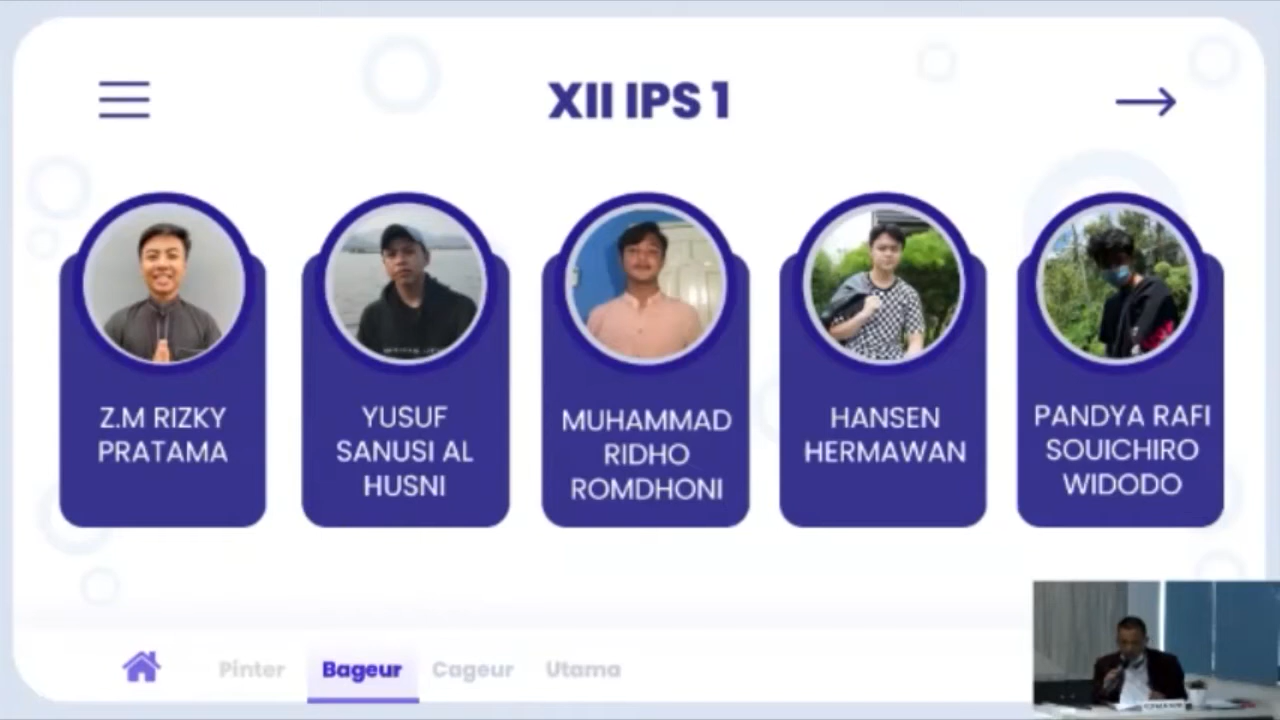 XII IPS 1
Z.M RIZKY
PRATAMA
YUSUF
SANUSI AL
HUSNI
MUHAMMAD
RIDHO
ROMDHONI
HANSEN
HERMAWAN
PANDYA RAFI
SOUICHIRO
WIDODO
Pinter
Bageur
Cageur
Utama